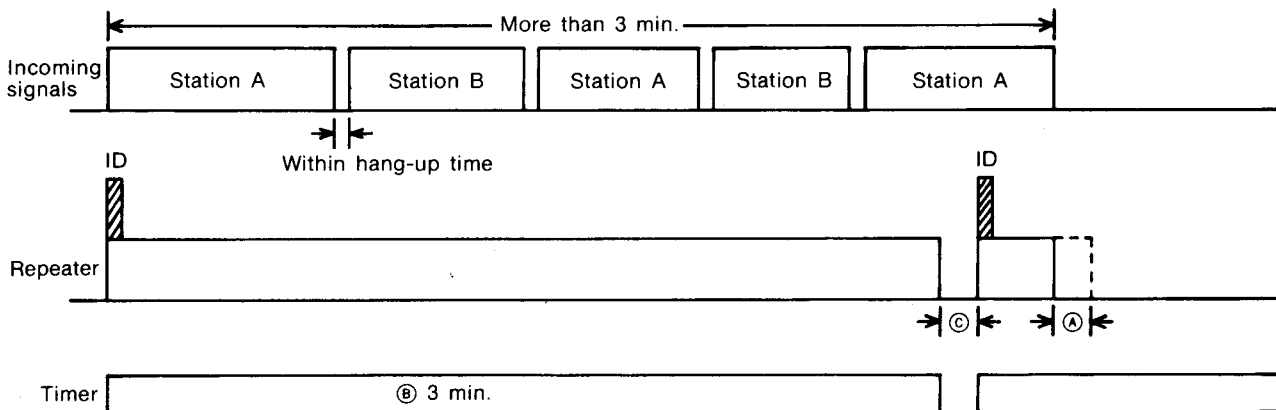 More than 3 min.
Incoming signals
Station A
Station B
Station A
Station B
Station A
Within hang-up time
ID
ID
Repeater
Ⓒ
Ⓐ
Timer
Ⓑ 3 min.